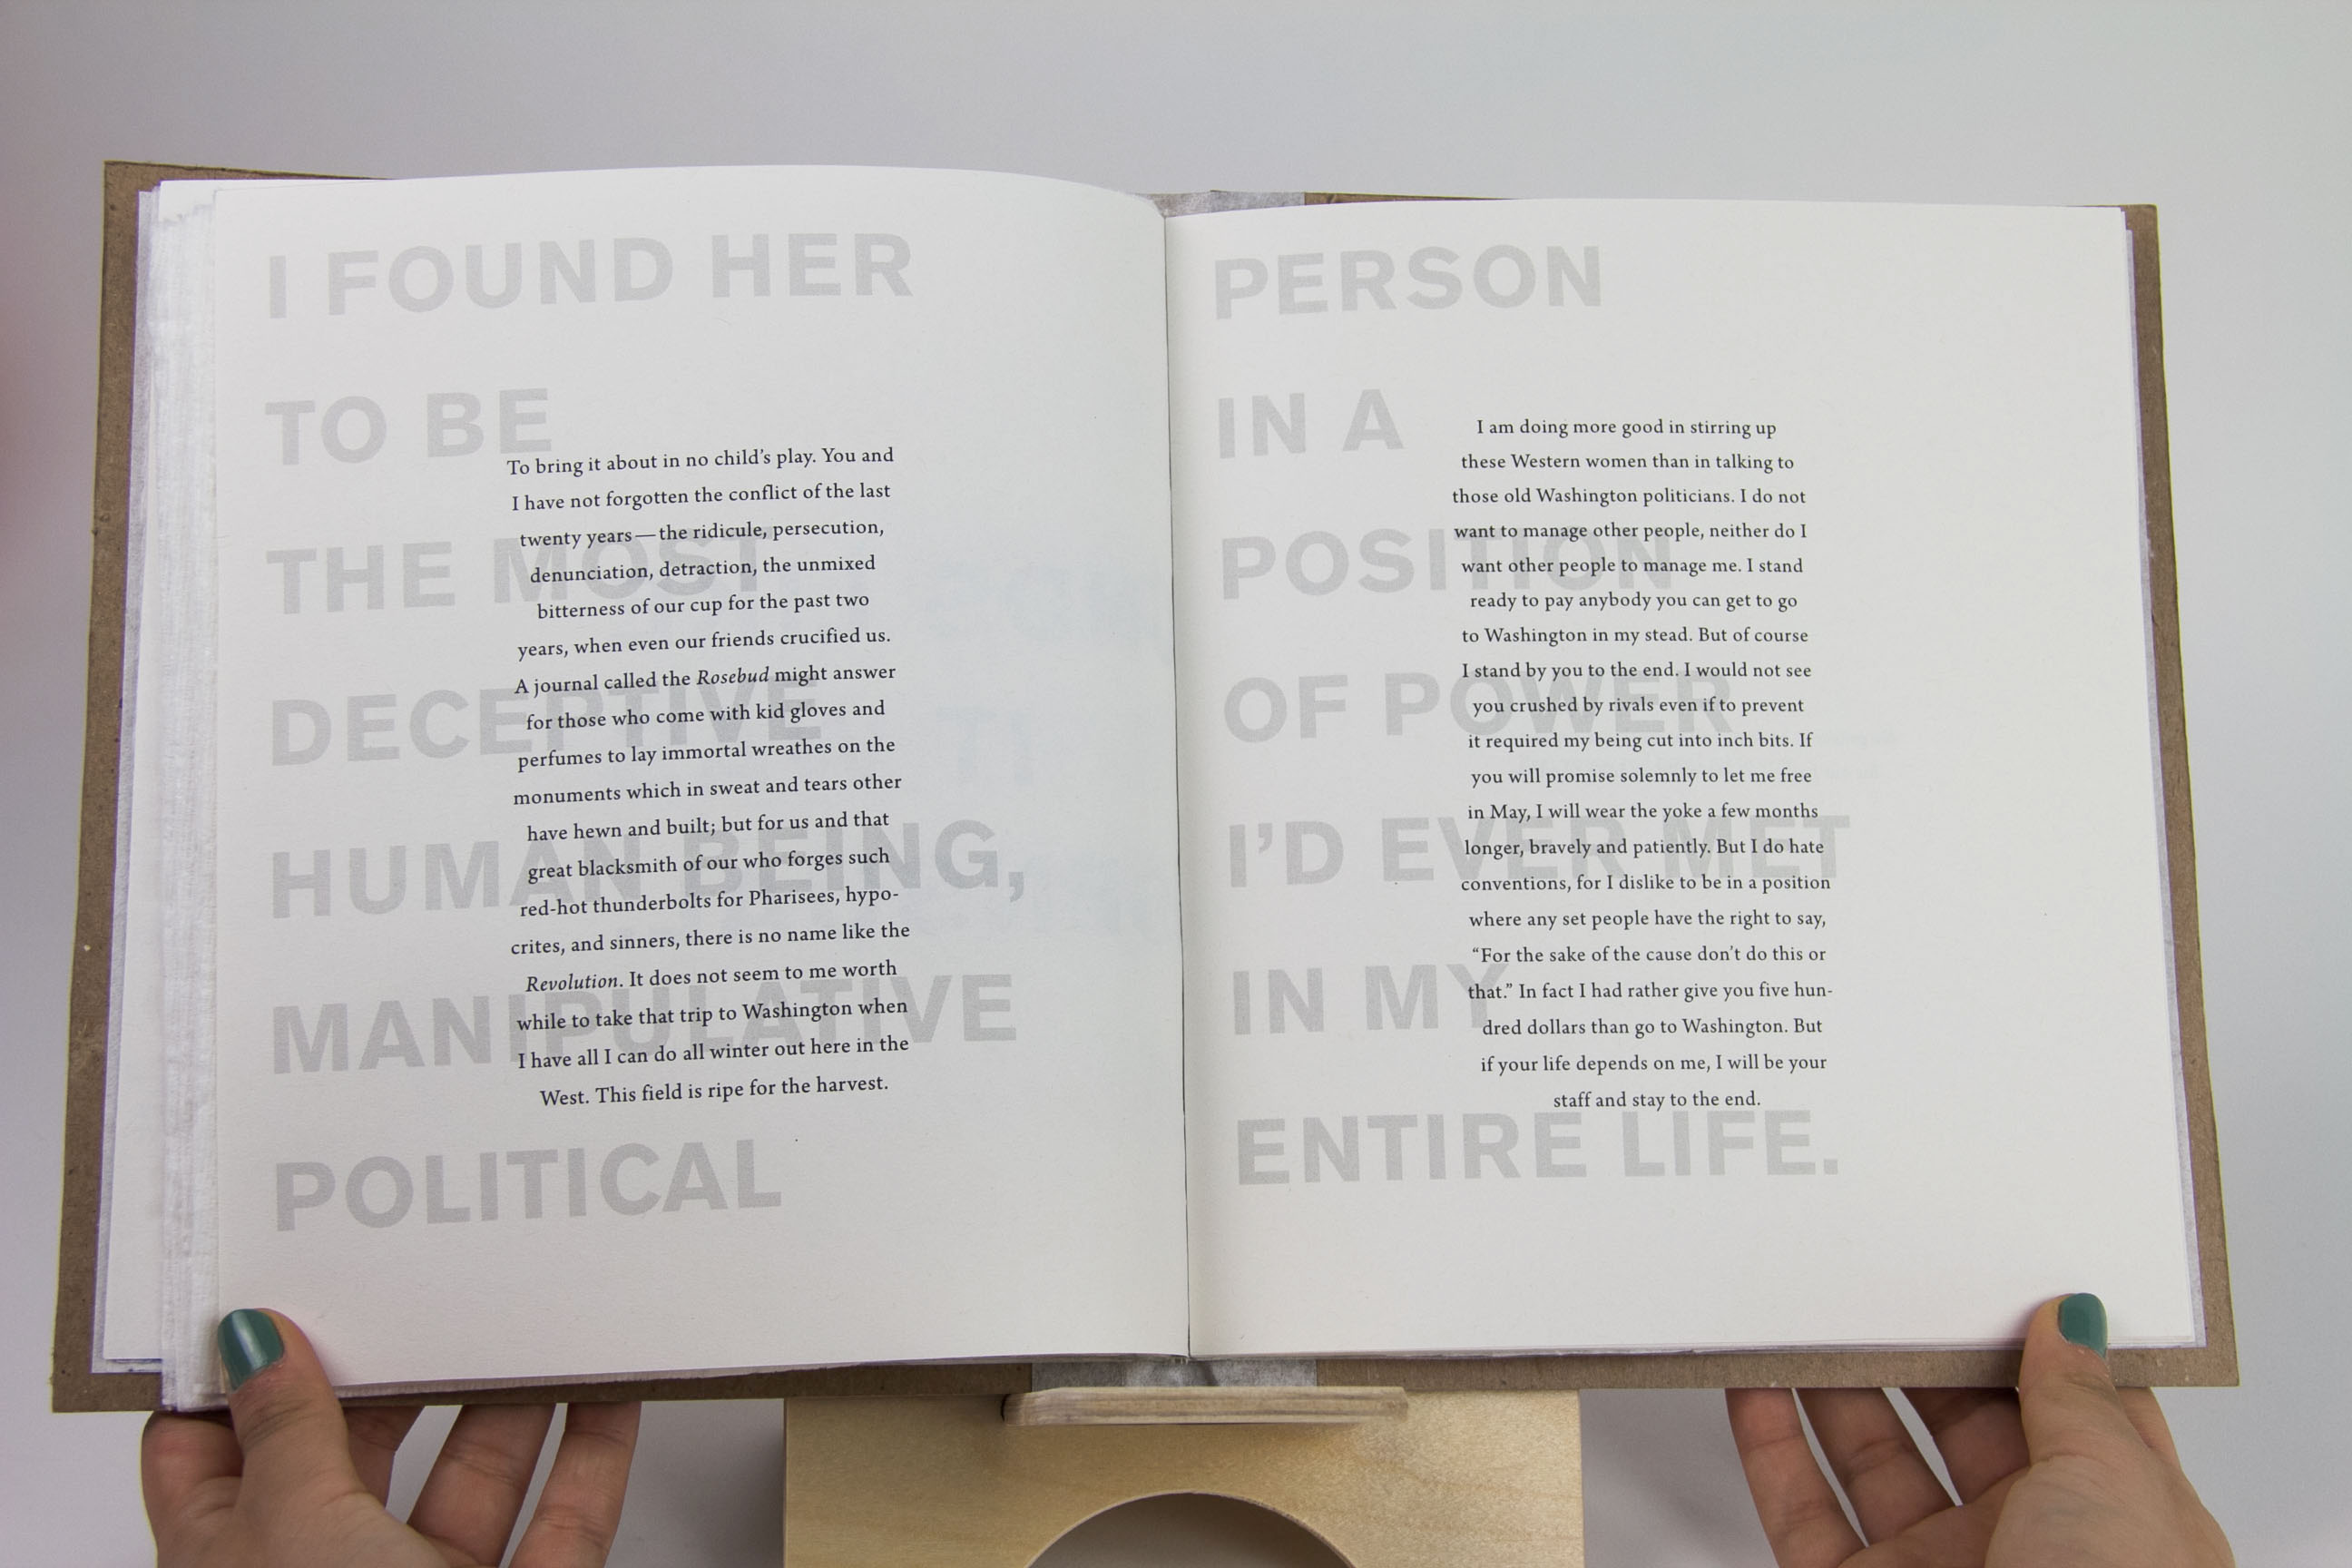 I FOUND HER
TO BE
THE MOST
DECEPTIVE
HUMAN BEING,
MANIPULATIVE
POLITICAL
To bring it about in no child’s play. You and
I have not forgotten the conflict of the last
twenty years — the ridicule, persecution,
denunciation, detraction, the unmixed
bitterness of our cup for the past two
years, when even our friends crucified us.
A journal called the Rosebud might answer
for those who come with kid gloves and
perfumes to lay immortal wreathes on the
monuments which in sweat and tears other
have hewn and built; but for us and that
great blacksmith of our who forges such
red-hot thunderbolts for Pharisees, hypo-
crites, and sinners, there is no name like the
Revolution. It does not seem to me worth
while to take that trip to Washington when
I have all I can do all winter out here in the
West. This field is ripe for the harvest.
PERSON
IN A
POSITION
OF POWER
I’D EVER MET
IN MY
ENTIRE LIFE.
I am doing more good in stirring up
these Western women than in talking to
those old Washington politicians. I do not
want to manage other people, neither do I
want other people to manage me. I stand
ready to pay anybody you can get to go
to Washington in my stead. But of course
I stand by you to the end. I would not see
you crushed by rivals even if to prevent
it required my being cut into inch bits. If
you will promise solemnly to let me free
in May, I will wear the yoke a few months
longer, bravely and patiently. But I do hate
conventions, for I dislike to be in a position
where any set people have the right to say,
“For the sake of the cause don’t do this or
that.” In fact I had rather give you five hun-
dred dollars than go to Washington. But
if your life depends on me, I will be your
staff and stay to the end.